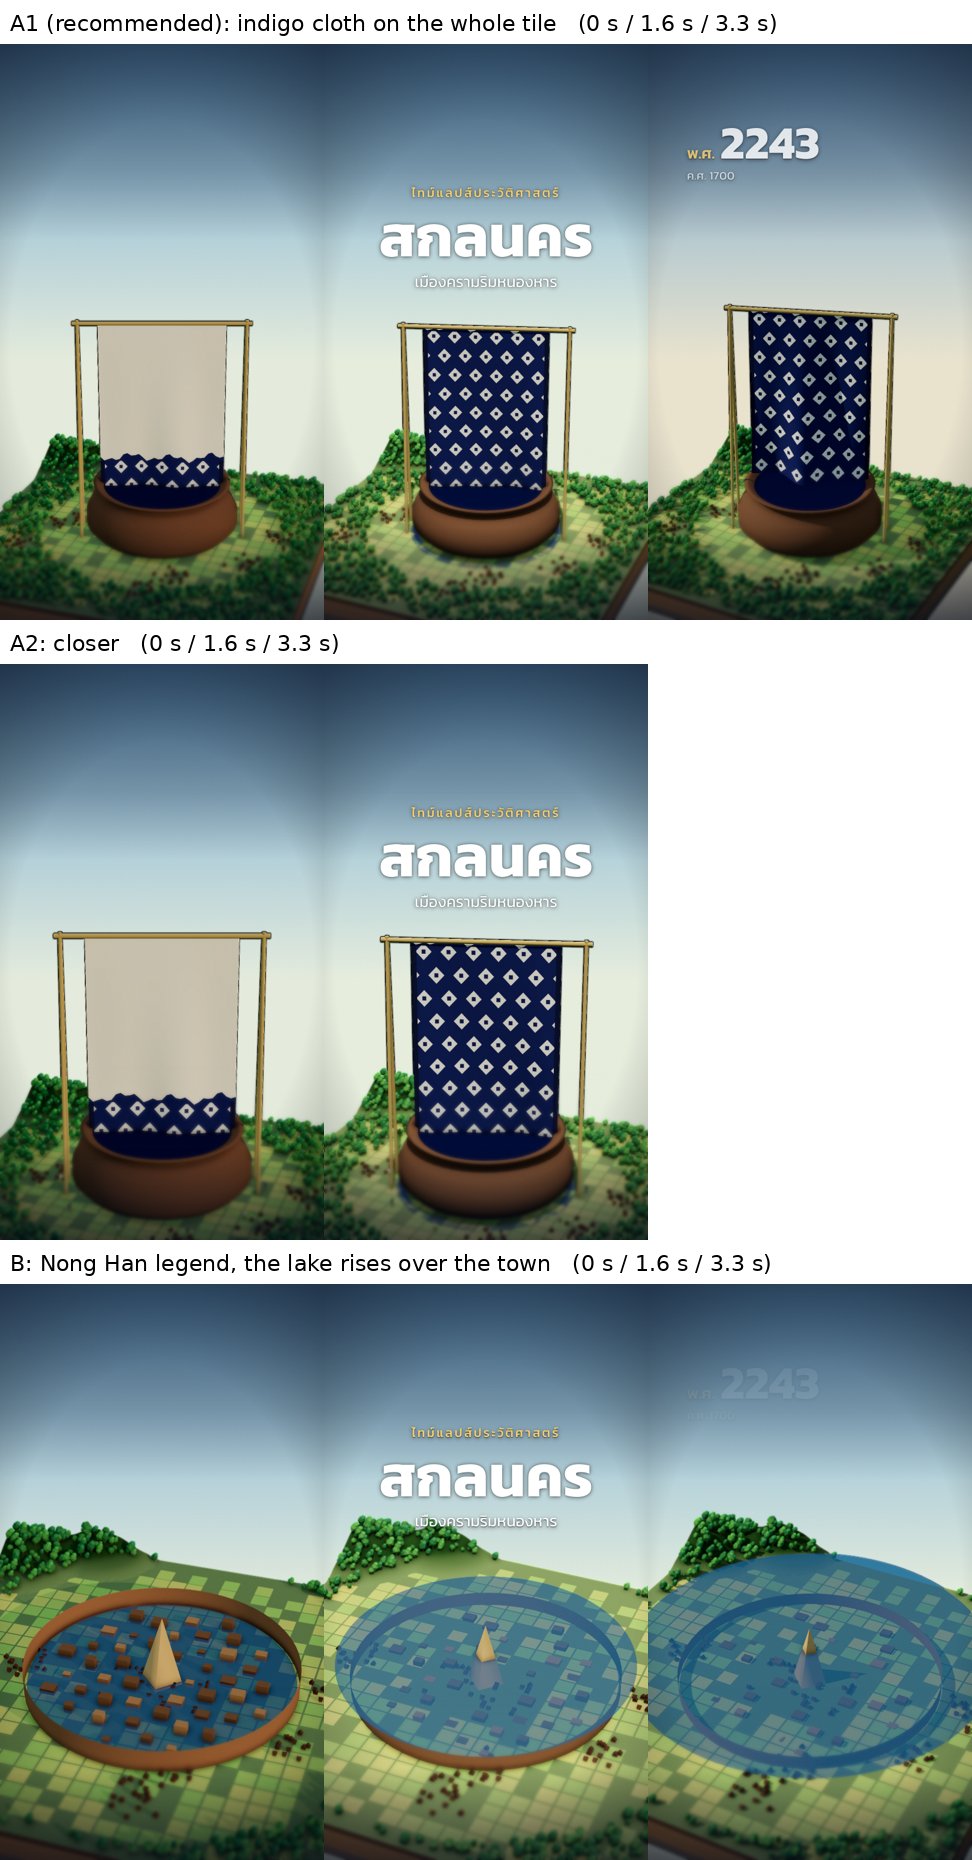 A1 (recommended): indigo cloth on the whole tile (0 s / 1.6 s / 3.3 s)
ไทม์แลปส์ประวัติศาสตร์
สกลนคร
เมืองครามริมหนองหาร
พ.ศ. 2243
ค.ศ. 1700
A2: closer (0 s / 1.6 s / 3.3 s)
ไทม์แลปส์ประวัติศาสตร์
สกลนคร
เมืองครามริมหนองหาร
B: Nong Han legend, the lake rises over the town (0 s / 1.6 s / 3.3 s)
ไทม์แลปส์ประวัติศาสตร์
สกลนคร
เมืองครามริมหนองหาร
พ.ศ. 2243
ค.ศ. 1700